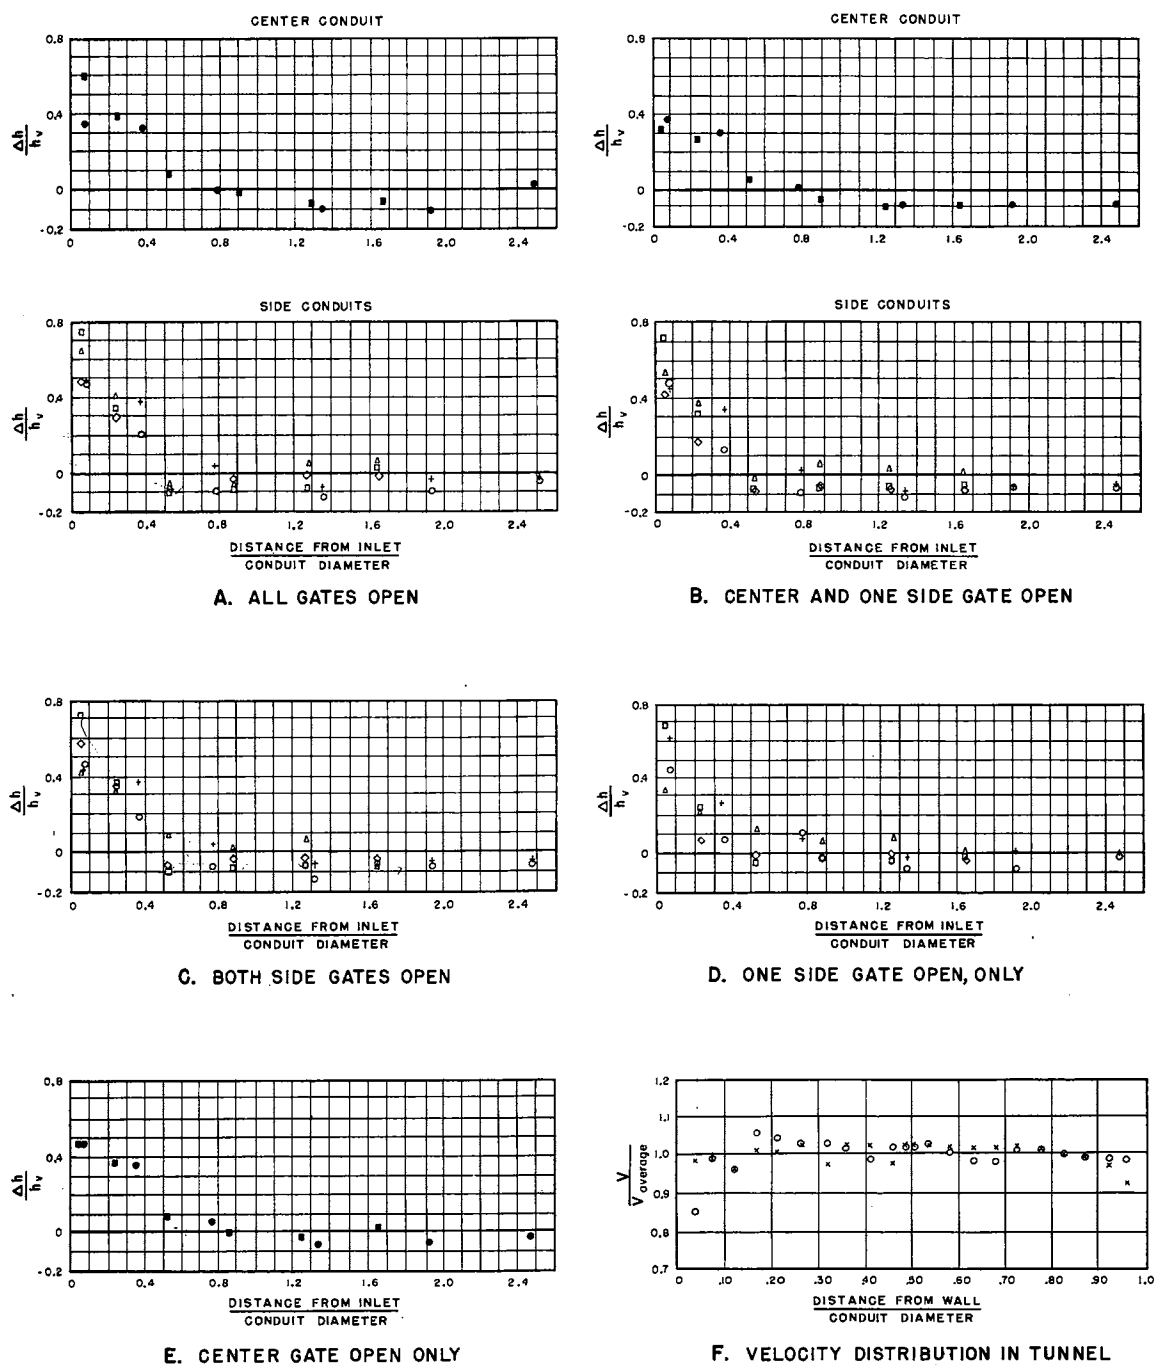 CENTER CONDUIT
0.8
0.4
0
-0.2
Δh
hv
0 0.4 0.8 1.2 1.6 2.0 2.4
SIDE CONDUITS
0.8
0.4
0
-0.2
Δh
hv
0 0.4 0.8 1.2 1.6 2.0 2.4
DISTANCE FROM INLET
CONDUIT DIAMETER
A. ALL GATES OPEN
CENTER CONDUIT
0.8
0.4
0
-0.2
Δh
hv
0 0.4 0.8 1.2 1.6 2.0 2.4
SIDE CONDUITS
0.8
0.4
0
-0.2
Δh
hv
0 0.4 0.8 1.2 1.6 2.0 2.4
DISTANCE FROM INLET
CONDUIT DIAMETER
B. CENTER AND ONE SIDE GATE OPEN
0.8
0.4
0
-0.2
Δh
hv
0 0.4 0.8 1.2 1.6 2.0 2.4
DISTANCE FROM INLET
CONDUIT DIAMETER
C. BOTH SIDE GATES OPEN
0.8
0.4
0
-0.2
Δh
hv
0 0.4 0.8 1.2 1.6 2.0 2.4
DISTANCE FROM INLET
CONDUIT DIAMETER
D. ONE SIDE GATE OPEN, ONLY
0.8
0.4
0
-0.2
Δh
hv
0 0.4 0.8 1.2 1.6 2.0 2.4
DISTANCE FROM INLET
CONDUIT DIAMETER
E. CENTER GATE OPEN ONLY
1.2
1.1
1.0
0.9
0.8
0.7
V
V average
0 .10 .20 .30 .40 .50 .60 .70 .80 .90 1.0
DISTANCE FROM WALL
CONDUIT DIAMETER
F. VELOCITY DISTRIBUTION IN TUNNEL